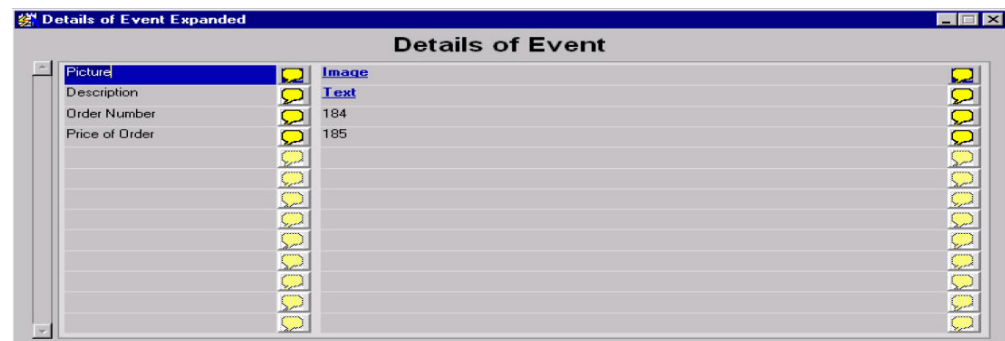 Details of Event Expanded
Details of Event
Picture Image
Description Text
Order Number 184
Price of Order 185